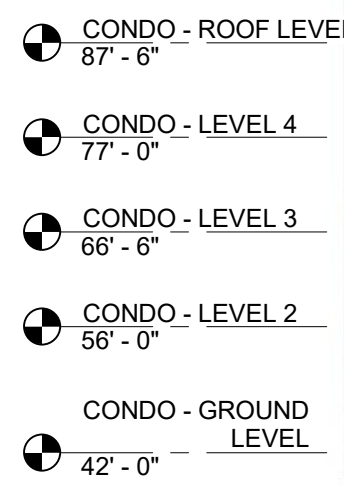 CONDO - ROOF LEVEL
87' - 6"
CONDO - LEVEL 4
77' - 0"
CONDO - LEVEL 3
66' - 6"
CONDO - LEVEL 2
56' - 0"
CONDO - GROUND
LEVEL
42' - 0"